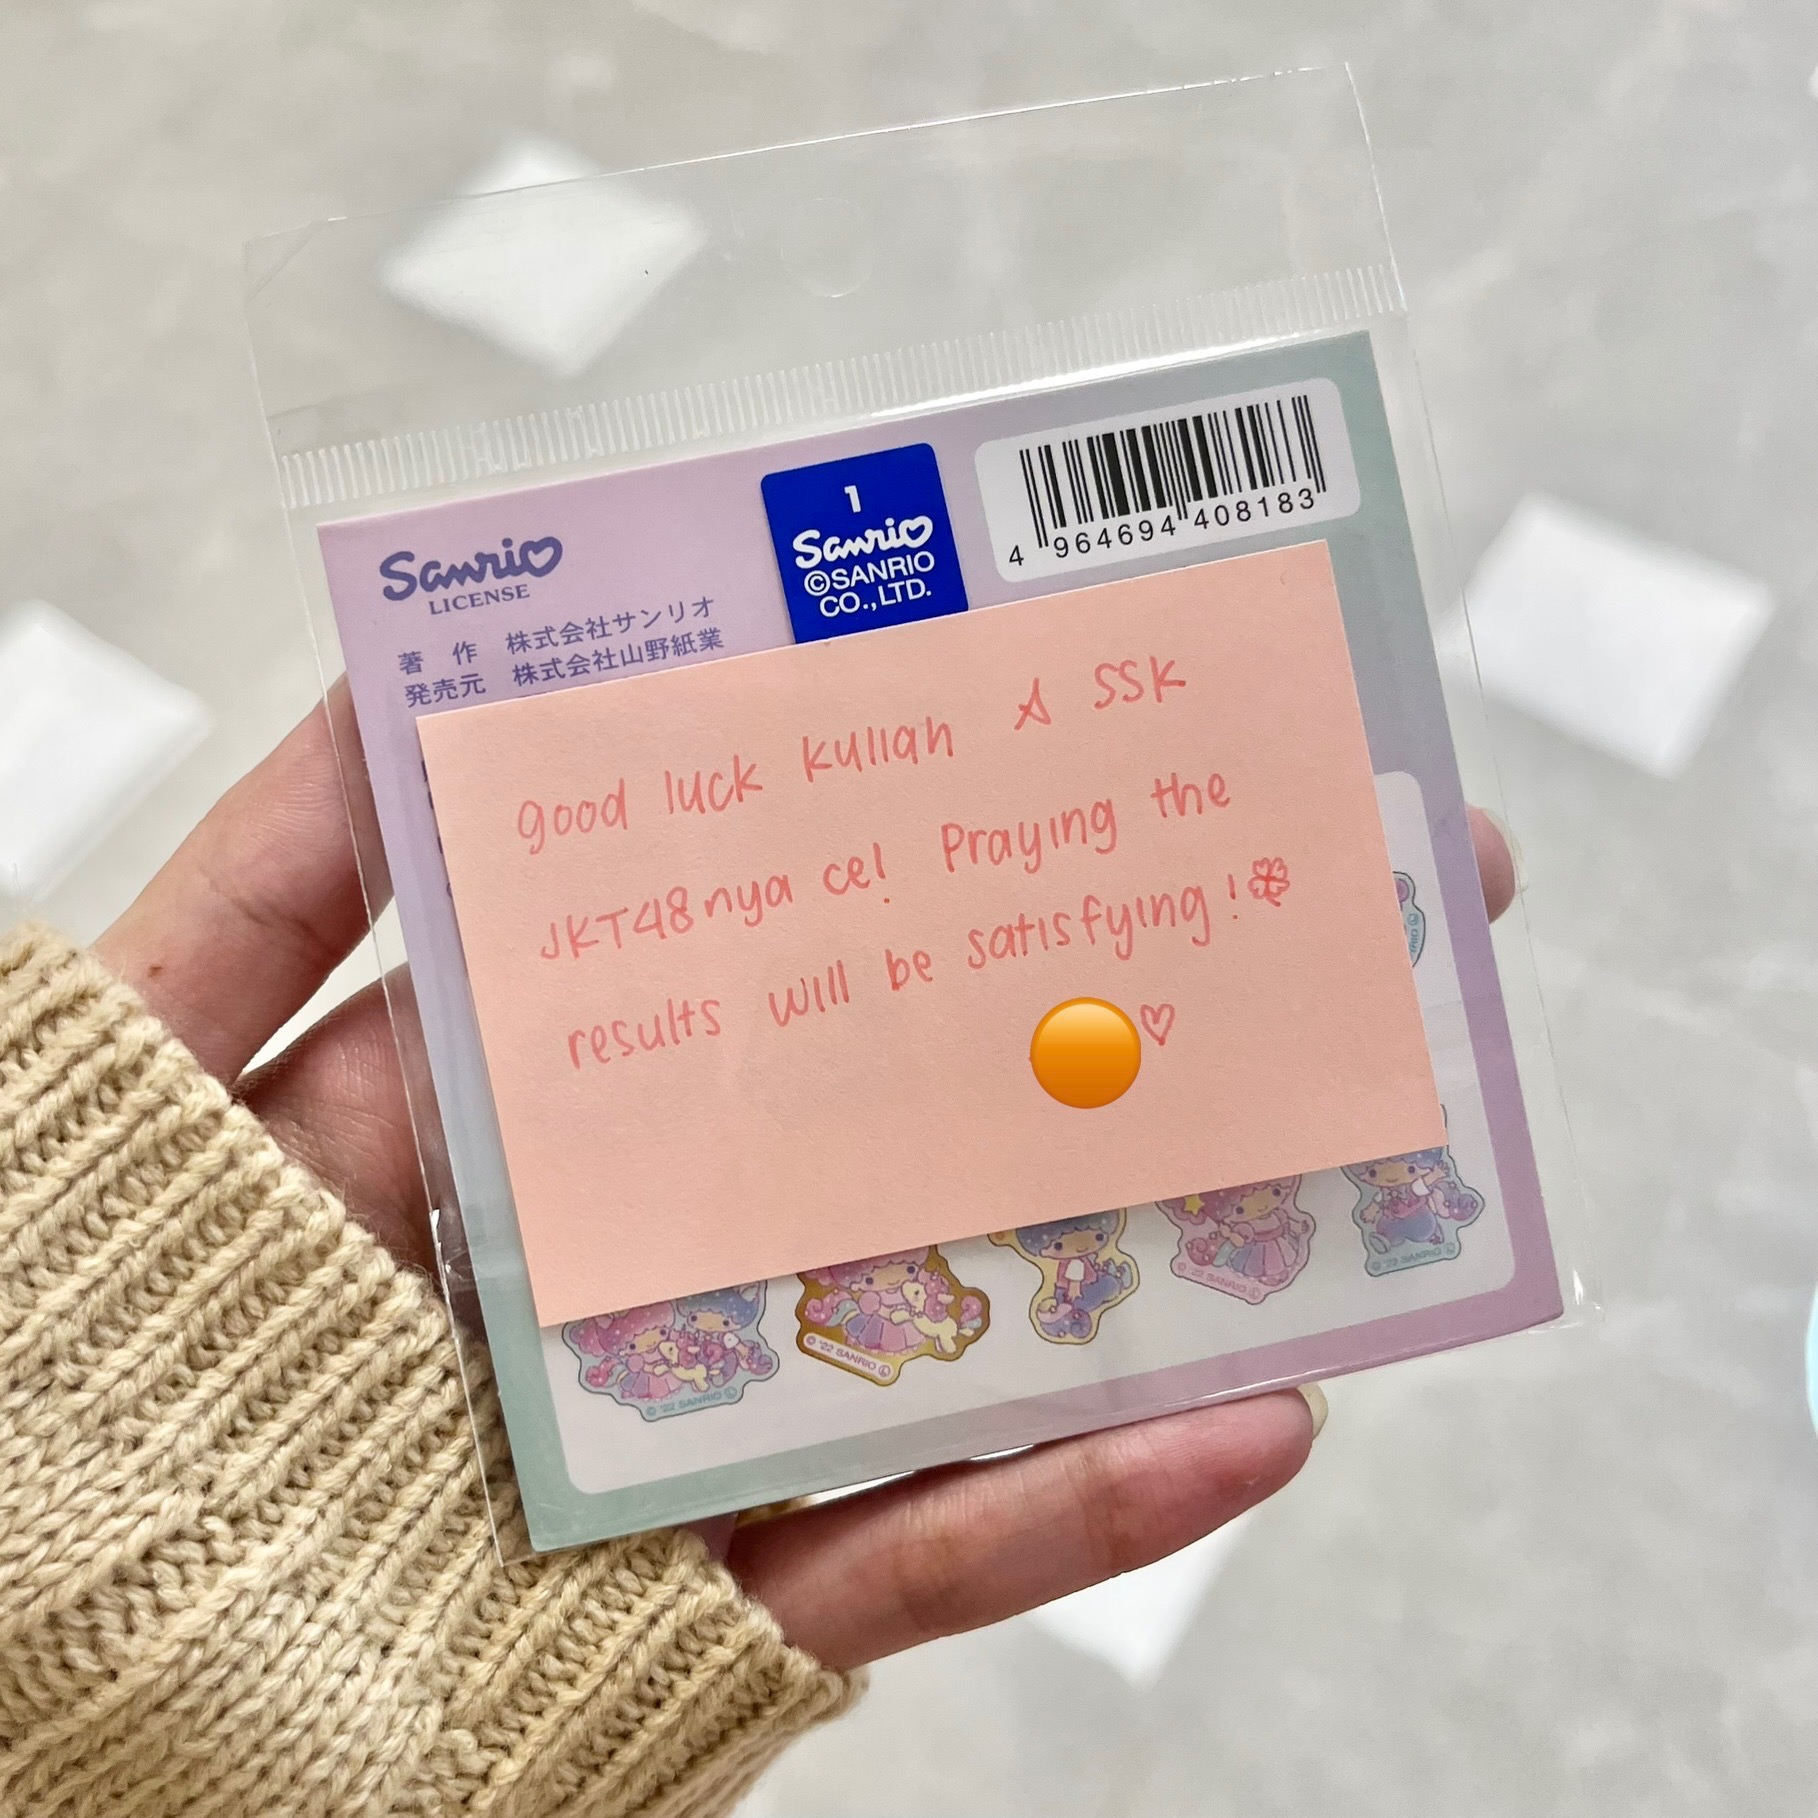 1
Sanrio
©SANRIO
CO.,LTD.
4 964694 408183
Sanrio
LICENSE
著 作 株式会社サンリオ
発売元 株式会社山野紙業
good luck kuliah & SSK
JKT48nya ce! Praying the
results will be satisfying!
© '22 SANRIO
© '22 SANRIO
© '22 SANRIO
© '22 SANRIO